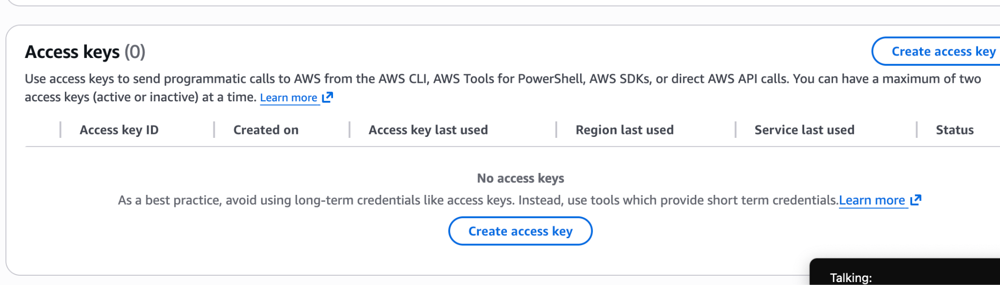 Access keys (0)
Create access key
Use access keys to send programmatic calls to AWS from the AWS CLI, AWS Tools for PowerShell, AWS SDKs, or direct AWS API calls. You can have a maximum of two
access keys (active or inactive) at a time. Learn more
Access key ID
Created on
Access key last used
Region last used
Service last used
Status
No access keys
As a best practice, avoid using long-term credentials like access keys. Instead, use tools which provide short term credentials.Learn more
Create access key
Talking: